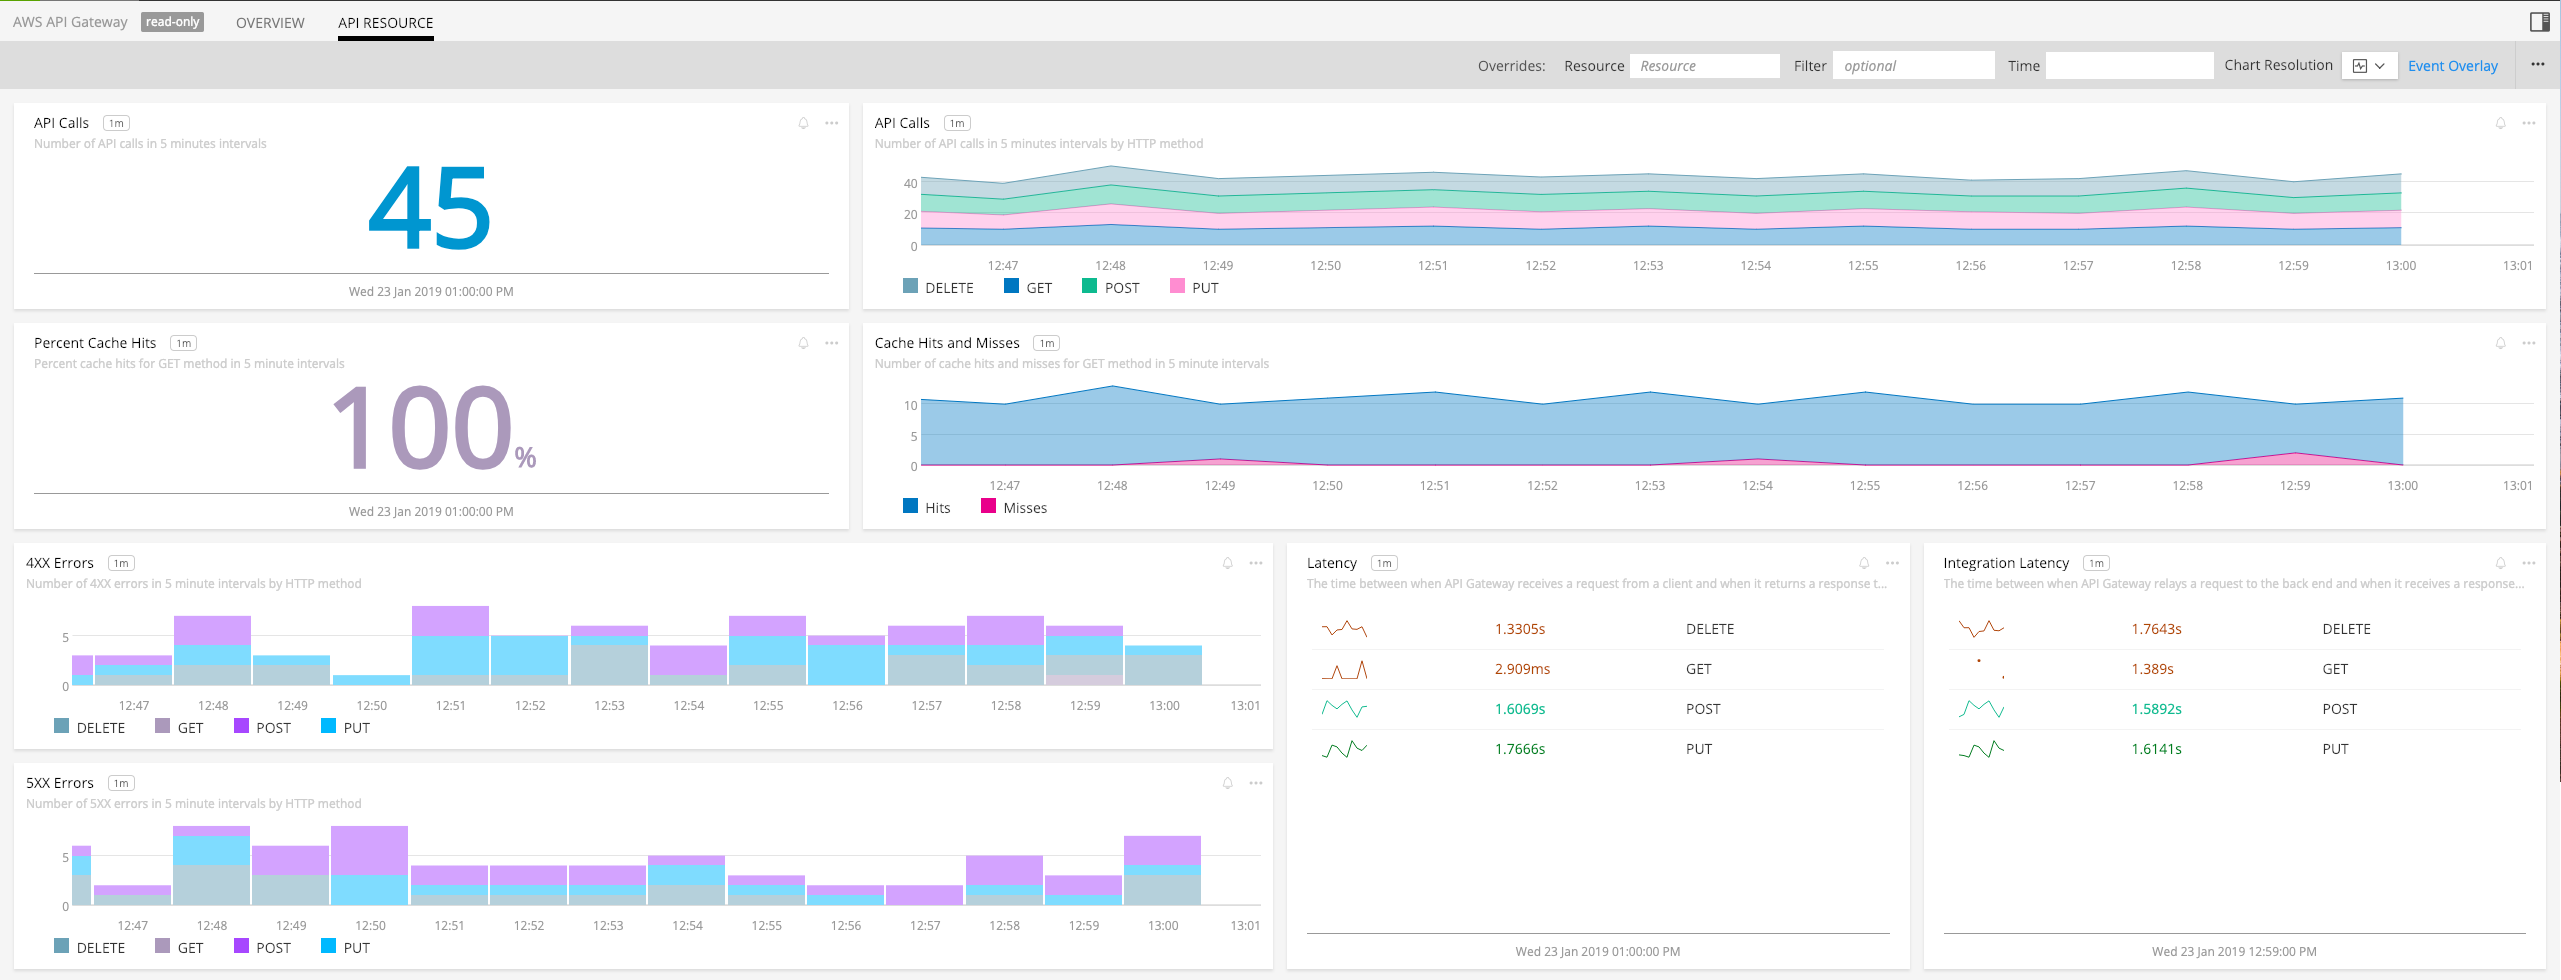 AWS API Gateway read-only OVERVIEW API RESOURCE
Overrides: Resource Resource Filter optional Time Chart Resolution Event Overlay
API Calls 1m
Number of API calls in 5 minutes intervals
45
Wed 23 Jan 2019 01:00:00 PM
API Calls 1m
Number of API calls in 5 minutes intervals by HTTP method
40
20
0
12:47 12:48 12:49 12:50 12:51 12:52 12:53 12:54 12:55 12:56 12:57 12:58 12:59 13:00 13:01
DELETE GET POST PUT
Percent Cache Hits 1m
Percent cache hits for GET method in 5 minute intervals
100%
Wed 23 Jan 2019 01:00:00 PM
Cache Hits and Misses 1m
Number of cache hits and misses for GET method in 5 minute intervals
10
5
0
12:47 12:48 12:49 12:50 12:51 12:52 12:53 12:54 12:55 12:56 12:57 12:58 12:59 13:00 13:01
Hits Misses
4XX Errors 1m
Number of 4XX errors in 5 minute intervals by HTTP method
5
0
12:47 12:48 12:49 12:50 12:51 12:52 12:53 12:54 12:55 12:56 12:57 12:58 12:59 13:00 13:01
DELETE GET POST PUT
5XX Errors 1m
Number of 5XX errors in 5 minute intervals by HTTP method
5
0
12:47 12:48 12:49 12:50 12:51 12:52 12:53 12:54 12:55 12:56 12:57 12:58 12:59 13:00 13:01
DELETE GET POST PUT
Latency 1m
The time between when API Gateway receives a request from a client and when it returns a response t...
1.3305s DELETE
2.909ms GET
1.6069s POST
1.7666s PUT
Wed 23 Jan 2019 01:00:00 PM
Integration Latency 1m
The time between when API Gateway relays a request to the back end and when it receives a response...
1.7643s DELETE
1.389s GET
1.5892s POST
1.6141s PUT
Wed 23 Jan 2019 12:59:00 PM